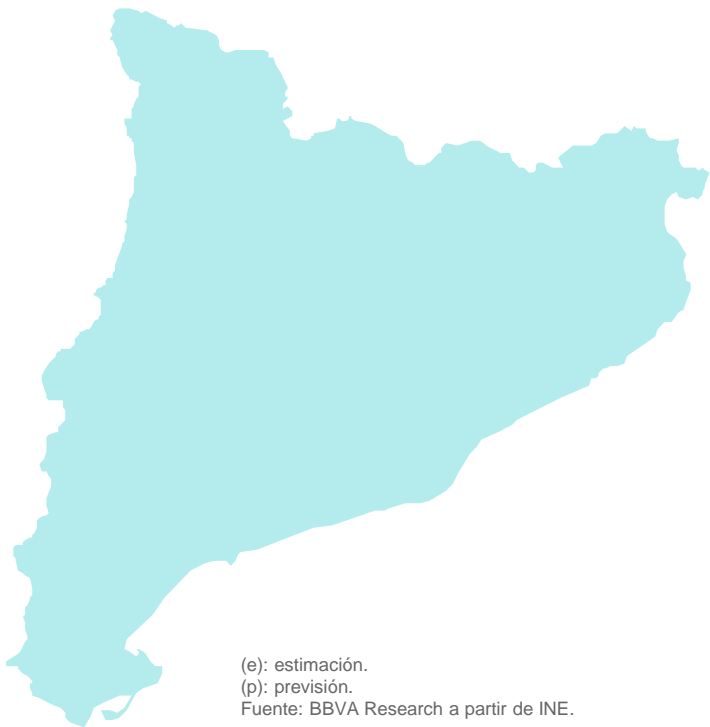 (e): estimación.
(p): previsión.
Fuente: BBVA Research a partir de INE.